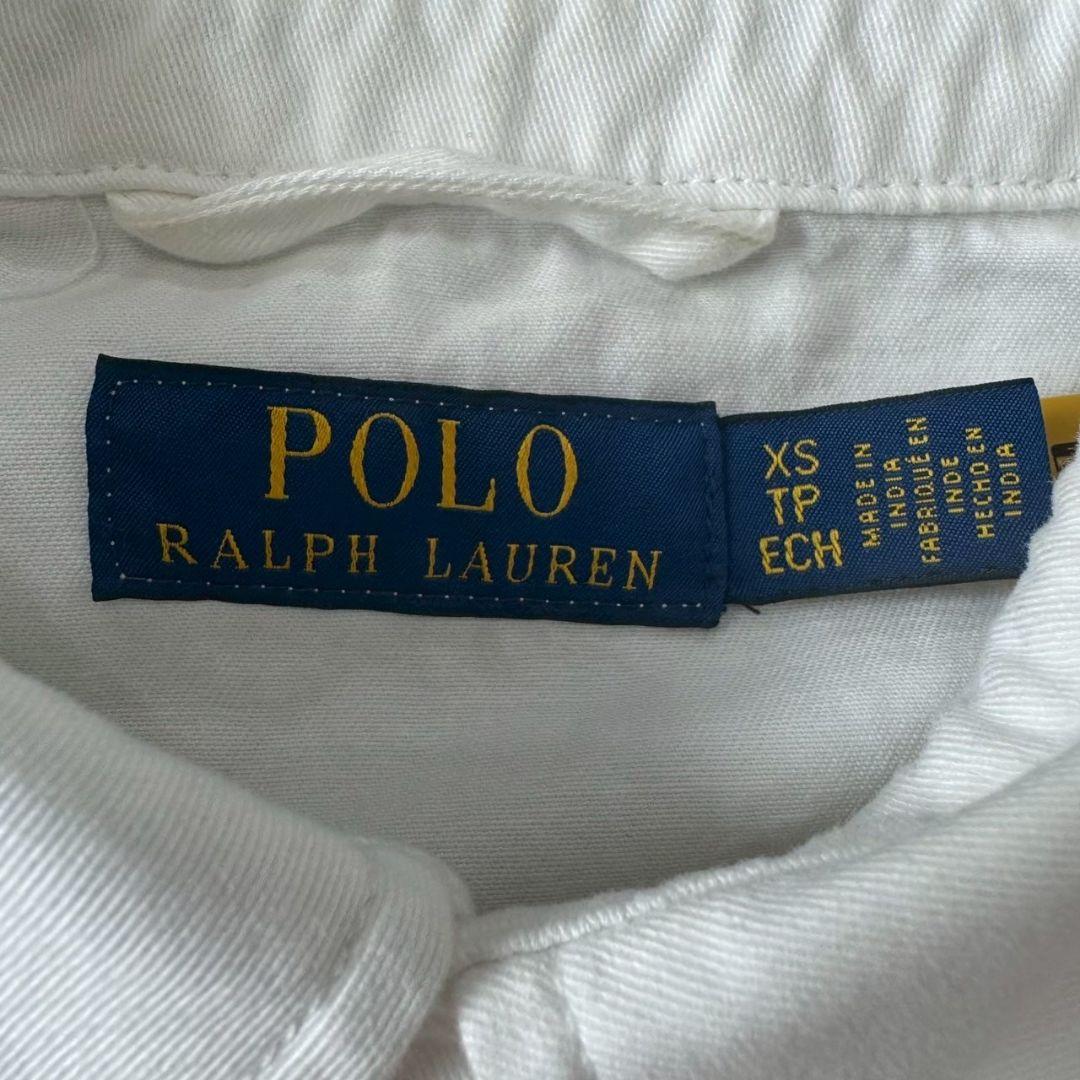 POLO
RALPH LAUREN
XS
TP
ECH
MADE IN
INDIA
FABRIQUÉ EN
INDE
HECHO EN
INDIA